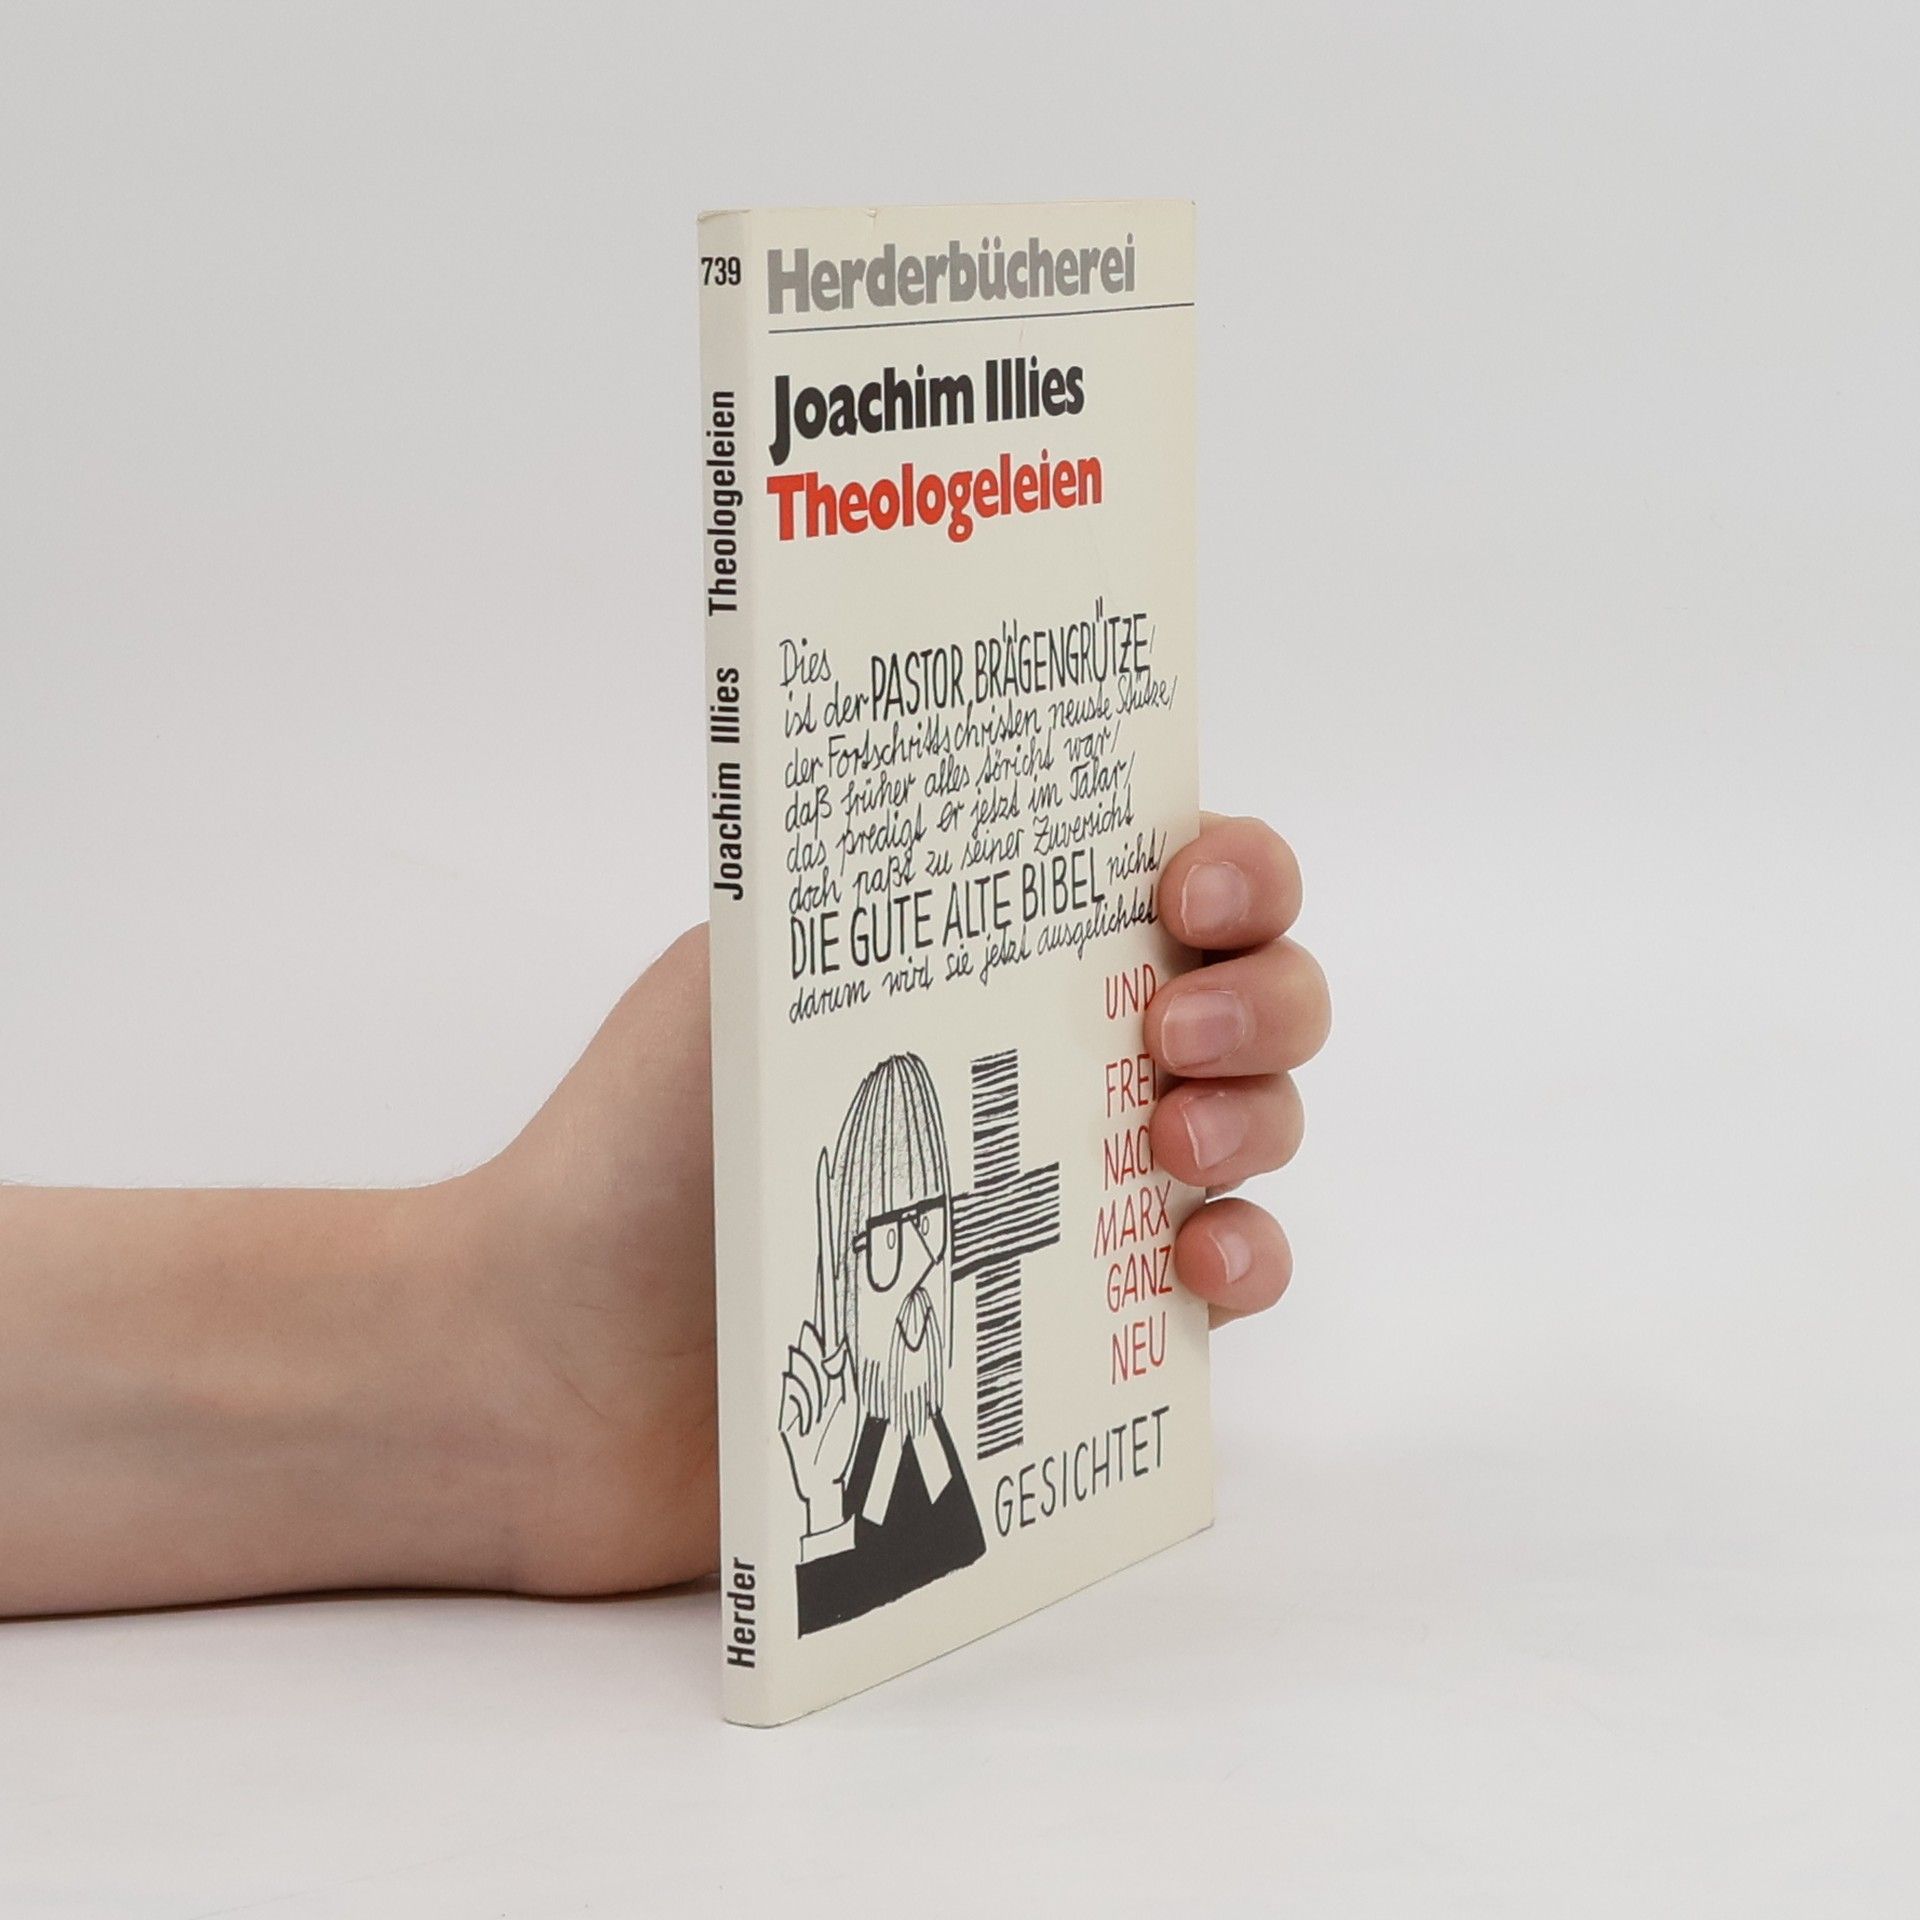 739
Joachim Illies Theologeleien
Herder
Herderbücherei
Joachim Illies
Theologeleien
Dies
ist der PASTOR BRÄGENGRÜTZE/
der Fortschrittschristen neuste Stütze/
daß früher alles töricht war/
das predigt er jetzt im Talar/
doch paßt zu seiner Zuversicht
DIE GUTE ALTE BIBEL nicht/
darum wird sie jetzt ausgelichtet
UND
FREI
NACH
MARX
GANZ
NEU
GESICHTET